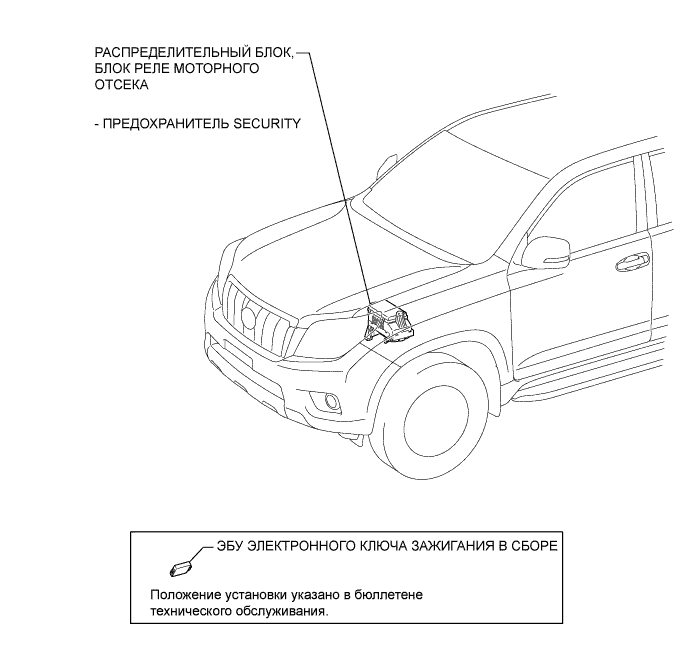 РАСПРЕДЕЛИТЕЛЬНЫЙ БЛОК,
БЛОК РЕЛЕ МОТОРНОГО
ОТСЕКА
- ПРЕДОХРАНИТЕЛЬ SECURITY
ЭБУ ЭЛЕКТРОННОГО КЛЮЧА ЗАЖИГАНИЯ В СБОРЕ
Положение установки указано в бюллетене
технического обслуживания.